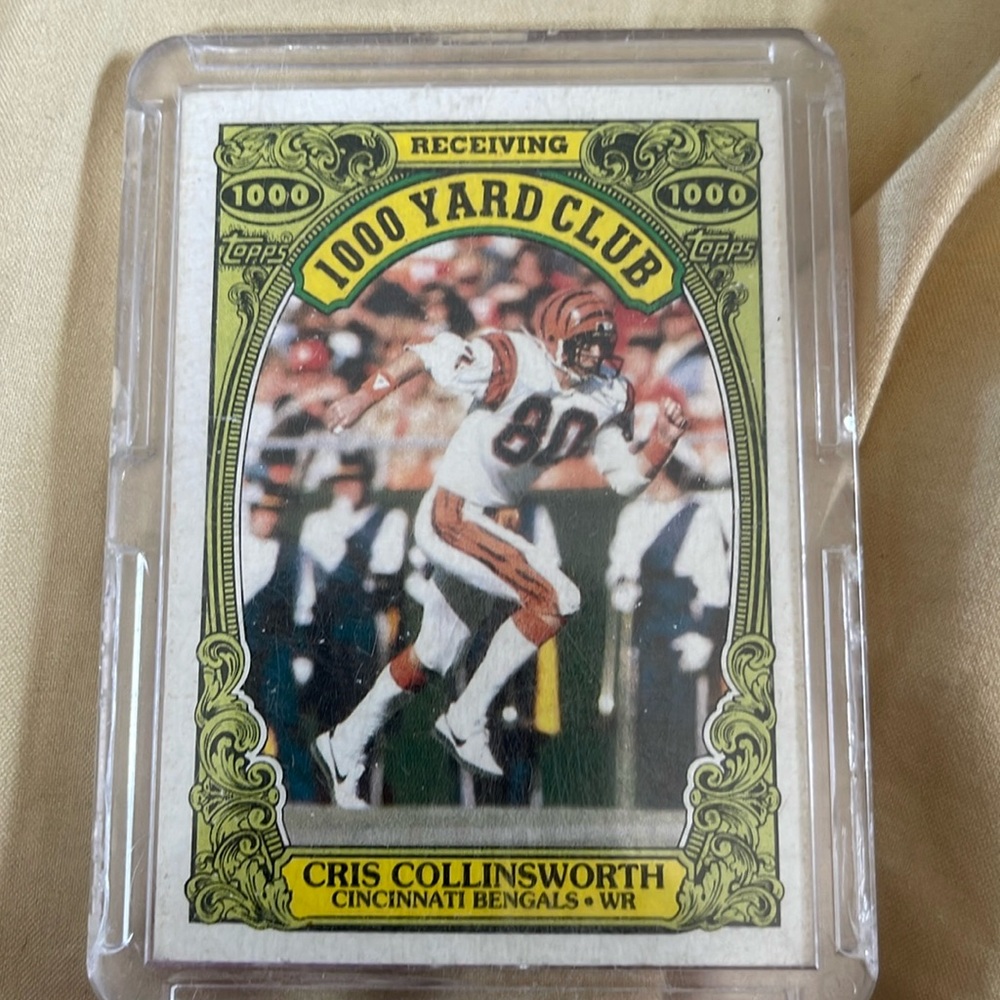 RECEIVING
1000 1000
1000 YARD CLUB
Topps® Topps
80
CRIS COLLINSWORTH
CINCINNATI BENGALS • WR